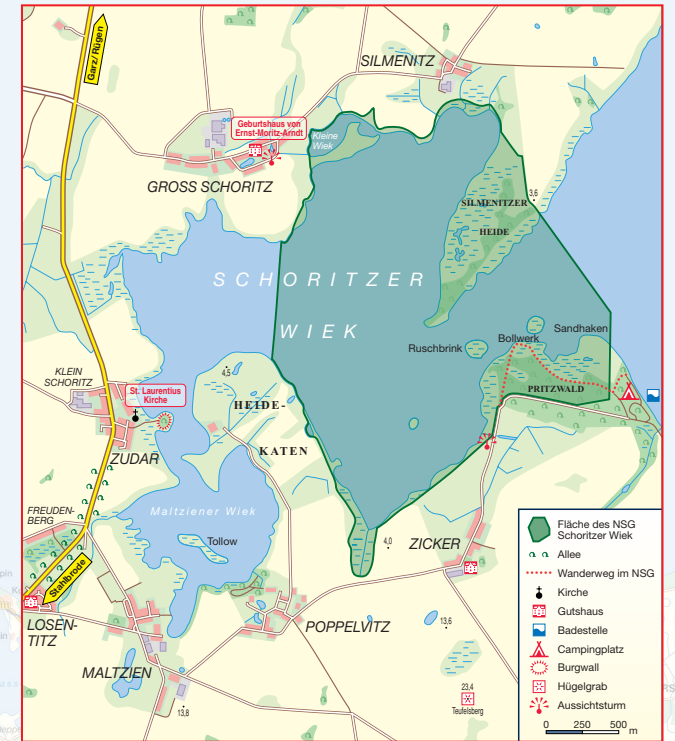 Garz/Rügen
SILMENITZ
Geburtshaus von
Ernst-Moritz-Arndt
Kleine
Wiek
GROSS SCHORITZ
3,6
SILMENITZER
HEIDE
SCHORITZER
WIEK
Ruschbrink
Bollwerk
Sandhaken
PRITZWALD
KLEIN
SCHORITZ
St. Laurentius
Kirche
4,5
HEIDE-
KATEN
ZUDAR
Maltziener Wiek
FREUDEN-
BERG
Tollow
Stahlbrode
4,0
ZICKER
LOSEN-
TITZ
POPPELVITZ
13,6
MALTZIEN
13,8
23,4
Teufelsberg
Fläche des NSG
Schoritzer Wiek
Allee
Wanderweg im NSG
Kirche
Gutshaus
Badestelle
Campingplatz
Burgwall
Hügelgrab
Aussichtsturm
0 250 500 m